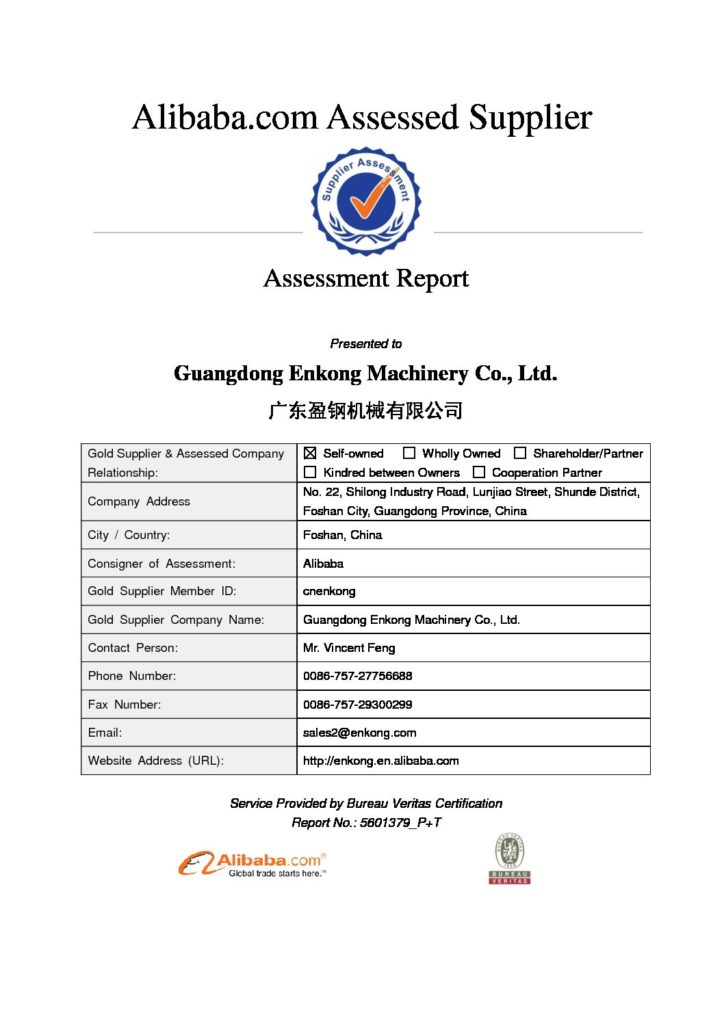 Alibaba.com Assessed Supplier
Supplier Assessment
Assessment Report
Presented to
Guangdong Enkong Machinery Co., Ltd.
广东盈钢机械有限公司
Gold Supplier & Assessed Company Relationship:
☒ Self-owned ☐ Wholly Owned ☐ Shareholder/Partner
☐ Kindred between Owners ☐ Cooperation Partner
Company Address
No. 22, Shilong Industry Road, Lunjiao Street, Shunde District,
Foshan City, Guangdong Province, China
City / Country: Foshan, China
Consigner of Assessment: Alibaba
Gold Supplier Member ID: cnenkong
Gold Supplier Company Name: Guangdong Enkong Machinery Co., Ltd.
Contact Person: Mr. Vincent Feng
Phone Number: 0086-757-27756688
Fax Number: 0086-757-29300299
Email: sales2@enkong.com
Website Address (URL): http://enkong.en.alibaba.com
Service Provided by Bureau Veritas Certification
Report No.: 5601379_P+T
Alibaba.com®
Global trade starts here.™
BUREAU VERITAS
1828
BUREAU
VERITAS